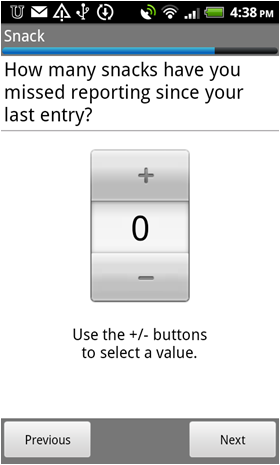 4:38 PM
Snack
How many snacks have you
missed reporting since your
last entry?
+
0
−
Use the +/- buttons
to select a value.
Previous
Next